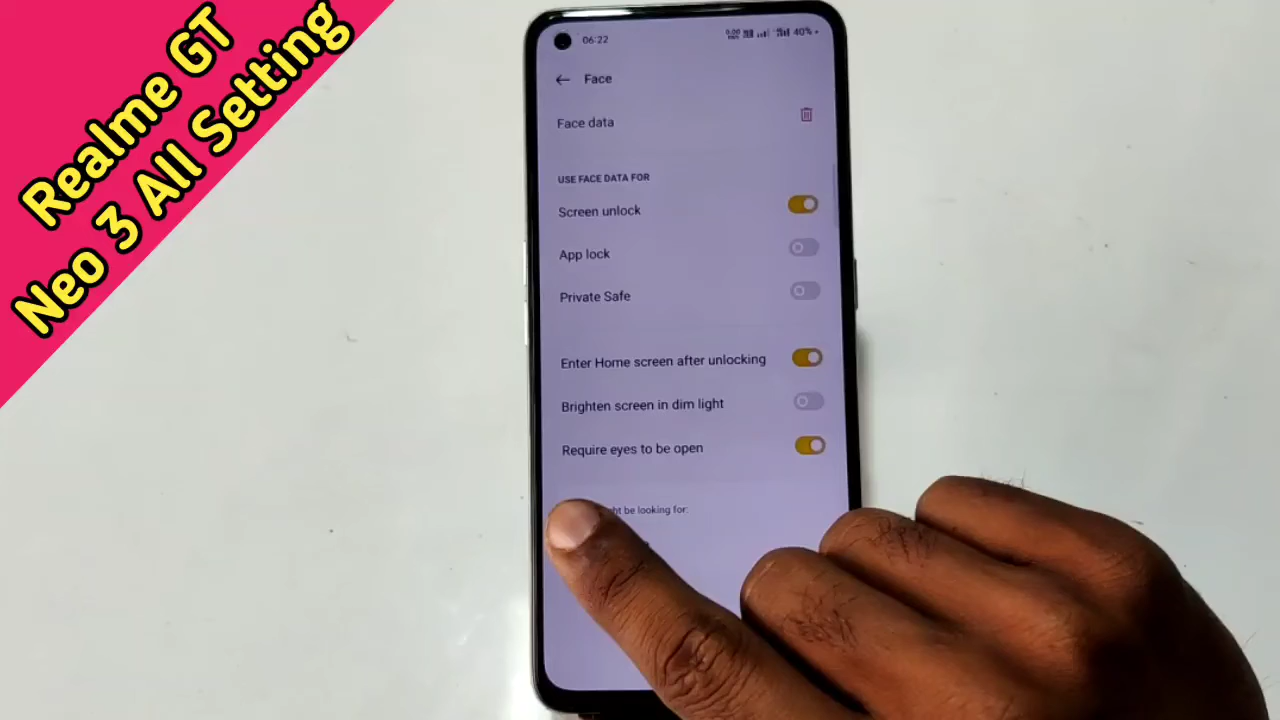 Realme GT
Neo 3 All Setting
06:22
40%
Face
Face data
USE FACE DATA FOR
Screen unlock
App lock
Private Safe
Enter Home screen after unlocking
Brighten screen in dim light
Require eyes to be open
be looking for: